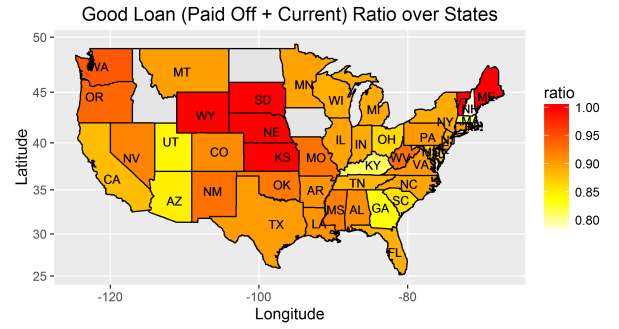 Good Loan (Paid Off + Current) Ratio over States
Latitude
50
45
40
35
30
25
-120
-100
-80
Longitude
ratio
1.00
0.95
0.90
0.85
0.80
WA
MT
MN
ME
VT
NH
OR
SD
WI
MI
NY
WY
NE
IL
IN
OH
PA
UT
NV
CO
KS
MO
KY
WV
VA
CA
AZ
NM
OK
AR
TN
NC
SC
TX
LA
MS
AL
GA
FL